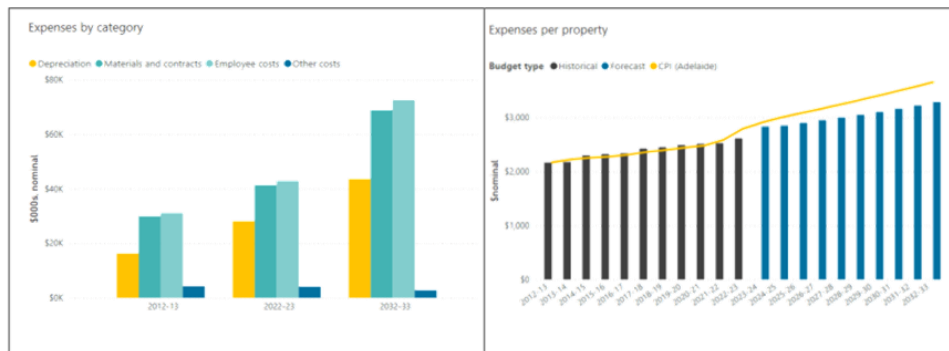 Expenses by category
Depreciation Materials and contracts Employee costs Other costs
$80K
$60K
$40K
$20K
$0K
$000s, nominal
2012-13 2022-23 2032-33
Expenses per property
Budget type Historical Forecast CPI (Adelaide)
$3,000
$2,000
$1,000
$0
$nominal
2012-13 2013-14 2014-15 2015-16 2016-17 2017-18 2018-19 2019-20 2020-21 2021-22 2022-23 2023-24 2024-25 2025-26 2026-27 2027-28 2028-29 2029-30 2030-31 2031-32 2032-33